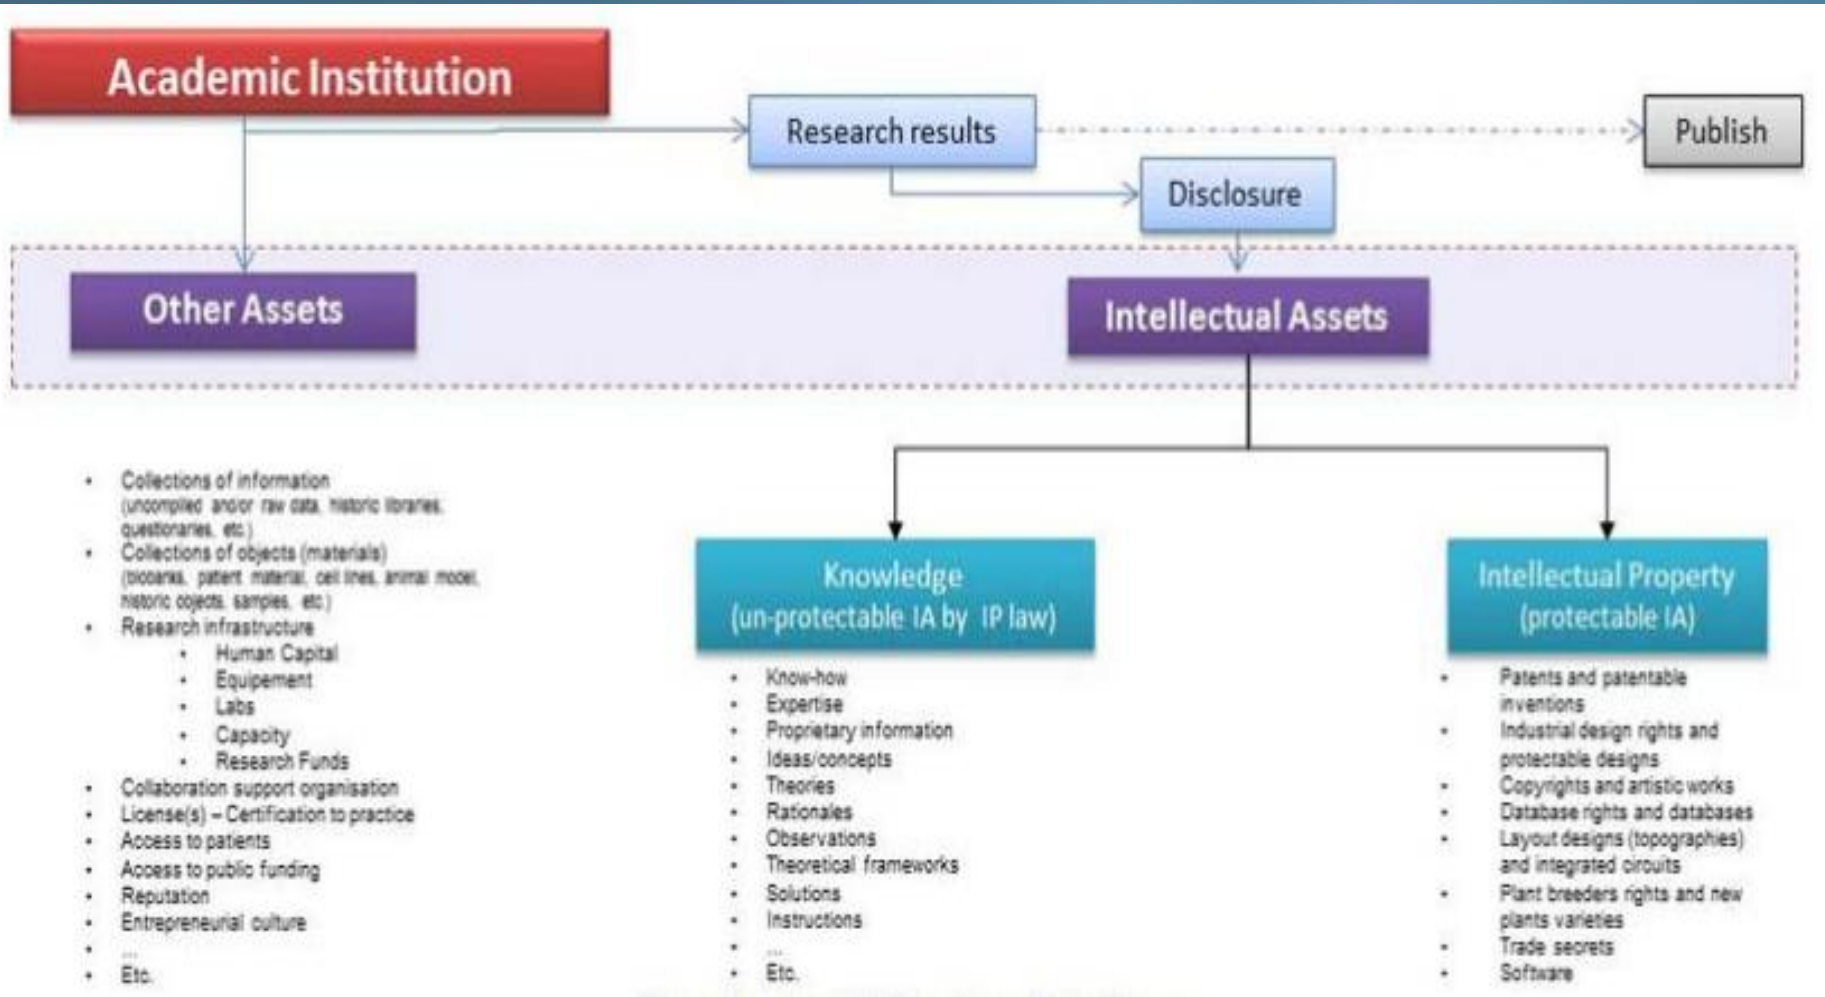 Academic Institution
Research results
Publish
Disclosure
Other Assets
Intellectual Assets
• Collections of information
(uncompiled and/or raw data, historic libraries,
questionaries, etc.)
• Collections of objects (materials)
(biobanks, patient material, cell lines, animal model,
historic objects, samples, etc.)
• Research infrastructure
• Human Capital
• Equipement
• Labs
• Capacity
• Research Funds
• Collaboration support organisation
• License(s) – Certification to practice
• Access to patients
• Access to public funding
• Reputation
• Entrepreneurial culture
• ...
• Etc.
Knowledge
(un-protectable IA by IP law)
• Know-how
• Expertise
• Proprietary information
• Ideas/concepts
• Theories
• Rationales
• Observations
• Theoretical frameworks
• Solutions
• Instructions
• ...
• Etc.
Intellectual Property
(protectable IA)
• Patents and patentable
inventions
• Industrial design rights and
protectable designs
• Copyrights and artistic works
• Database rights and databases
• Layout designs (topographies)
and integrated circuits
• Plant breeders rights and new
plants varieties
• Trade secrets
• Software